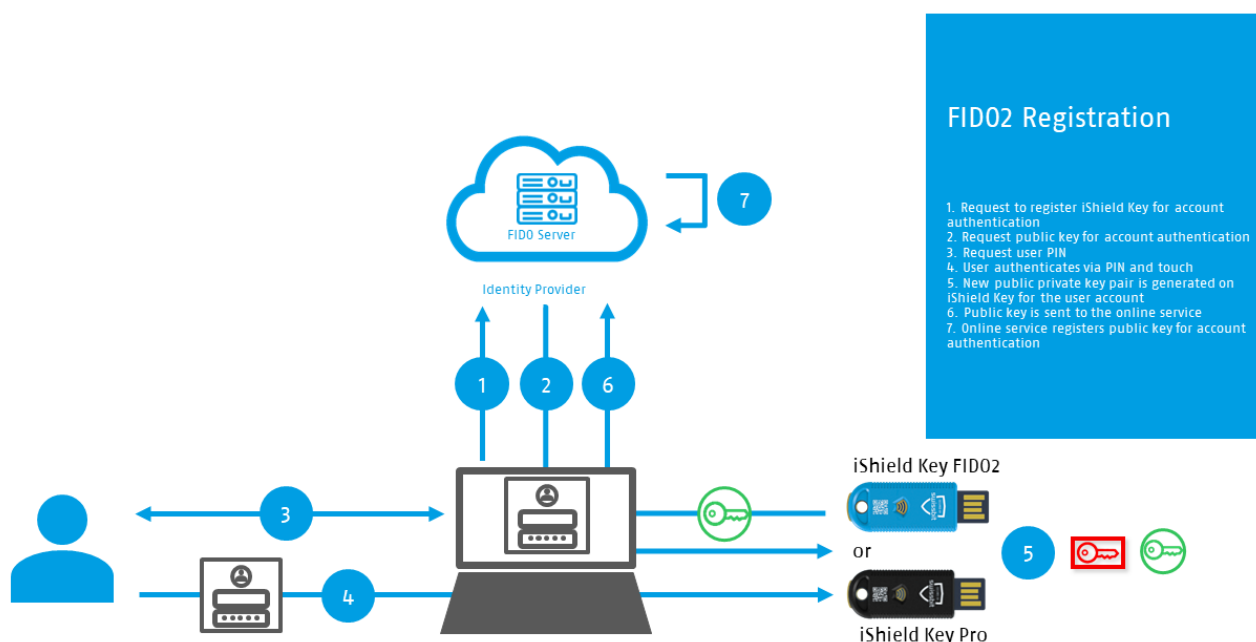 FIDO2 Registration
1. Request to register iShield Key for account
authentication
2. Request public key for account authentication
3. Request user PIN
4. User authenticates via PIN and touch
5. New public private key pair is generated on
iShield Key for the user account
6. Public key is sent to the online service
7. Online service registers public key for account
authentication
FIDO Server
7
Identity Provider
1
2
6
3
4
iShield Key FIDO2
or
5
iShield Key Pro